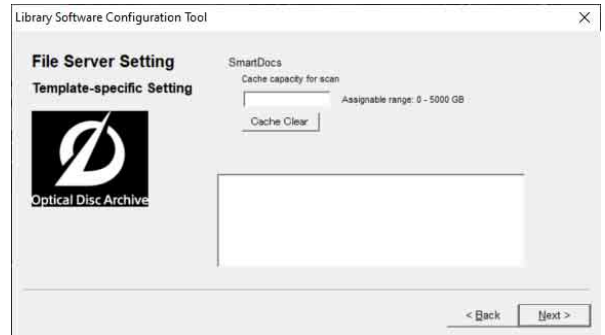 Library Software Configuration Tool
File Server Setting
Template-specific Setting
Optical Disc Archive
SmartDocs
Cache capacity for scan
Assignable range: 0 - 5000 GB
Cache Clear
< Back
Next >